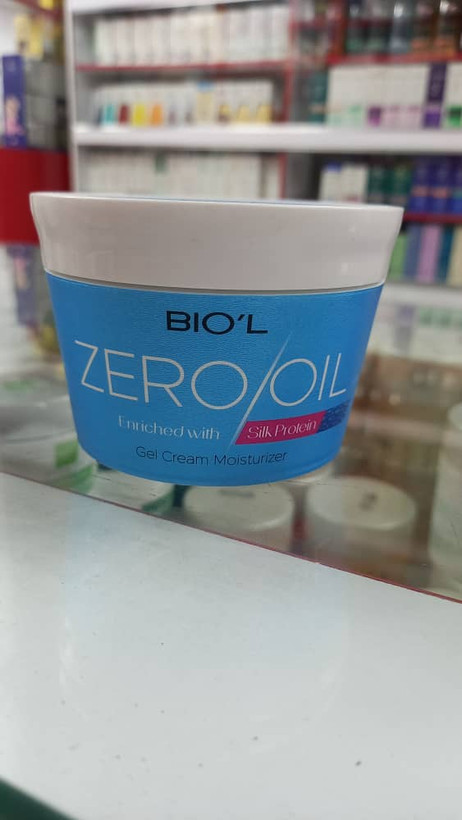 BIO'L
ZERO/OIL
Enriched with Silk Protein
Gel Cream Moisturizer